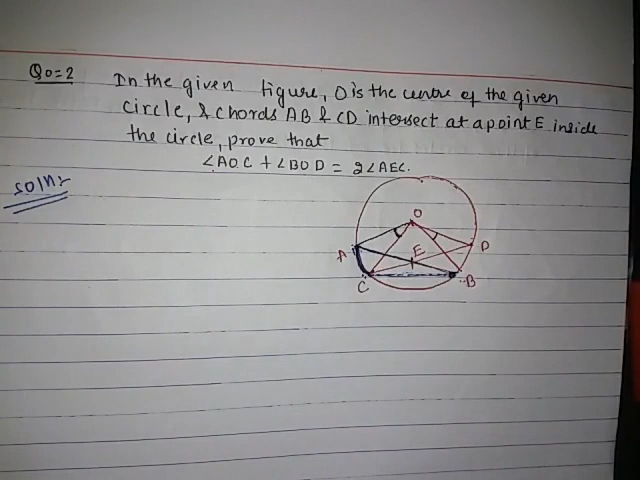 Qo=2 In the given figure, O is the centre of the given
circle, & chords AB & CD intersect at a point E inside
the circle, prove that
∠AOC + ∠BOD = 2∠AEC.
soln:
O
A
E
D
C
B